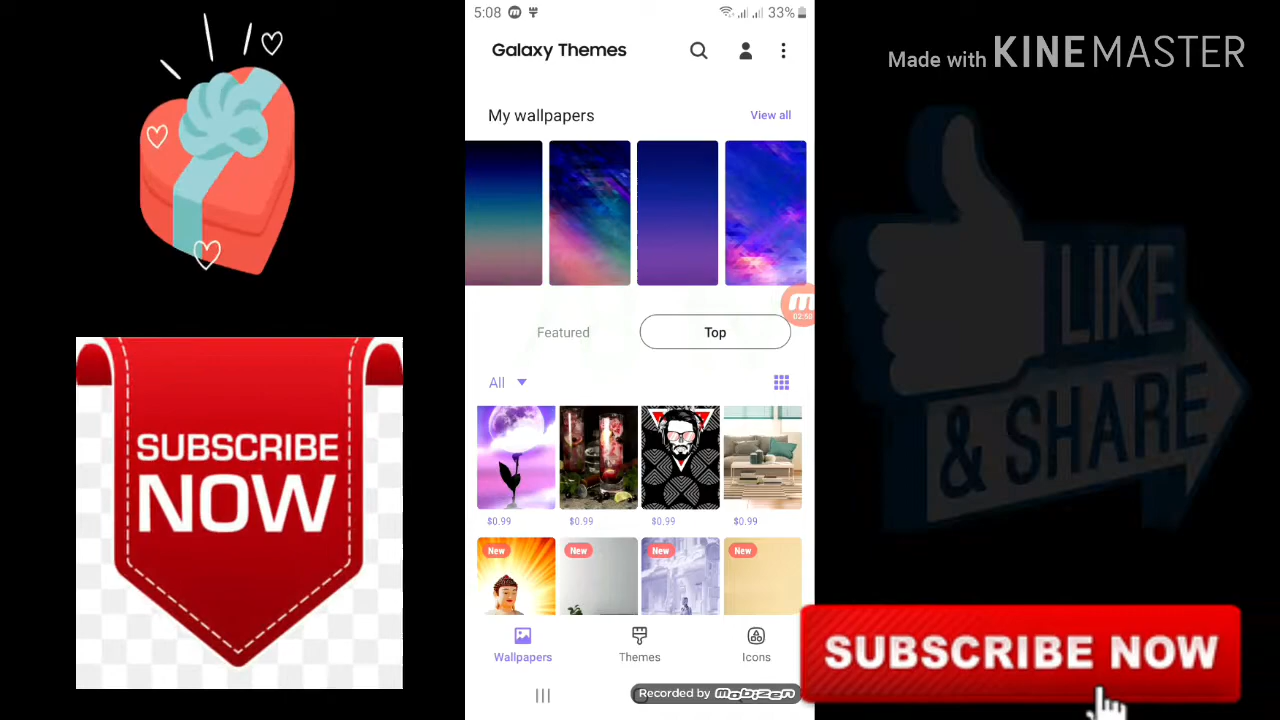 5:08
33%
Galaxy Themes
My wallpapers
View all
02:50
Featured
Top
All
$0.99
$0.99
$0.99
$0.99
New
New
New
New
Wallpapers
Themes
Icons
Recorded by MOBIZEN
SUBSCRIBE
NOW
Made with KINEMASTER
LIKE
& SHARE
SUBSCRIBE NOW